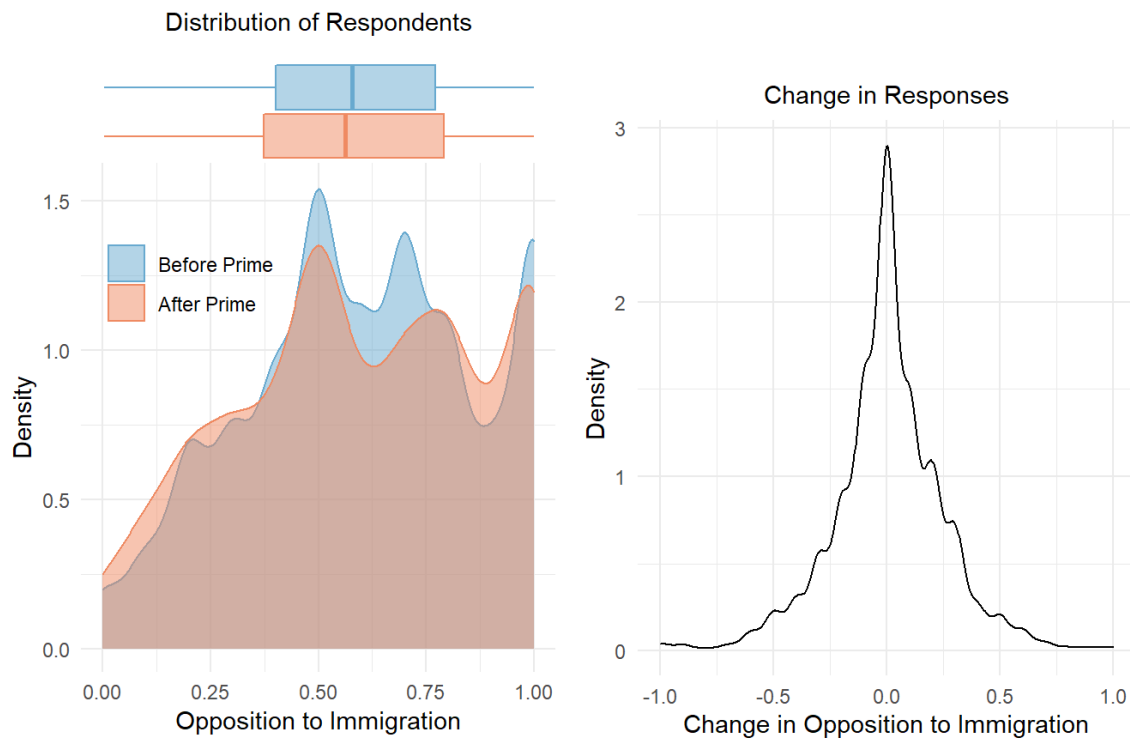 Distribution of Respondents
Before Prime
After Prime
1.5
1.0
0.5
0.0
Density
0.00 0.25 0.50 0.75 1.00
Opposition to Immigration
Change in Responses
3
2
1
0
Density
-1.0 -0.5 0.0 0.5 1.0
Change in Opposition to Immigration